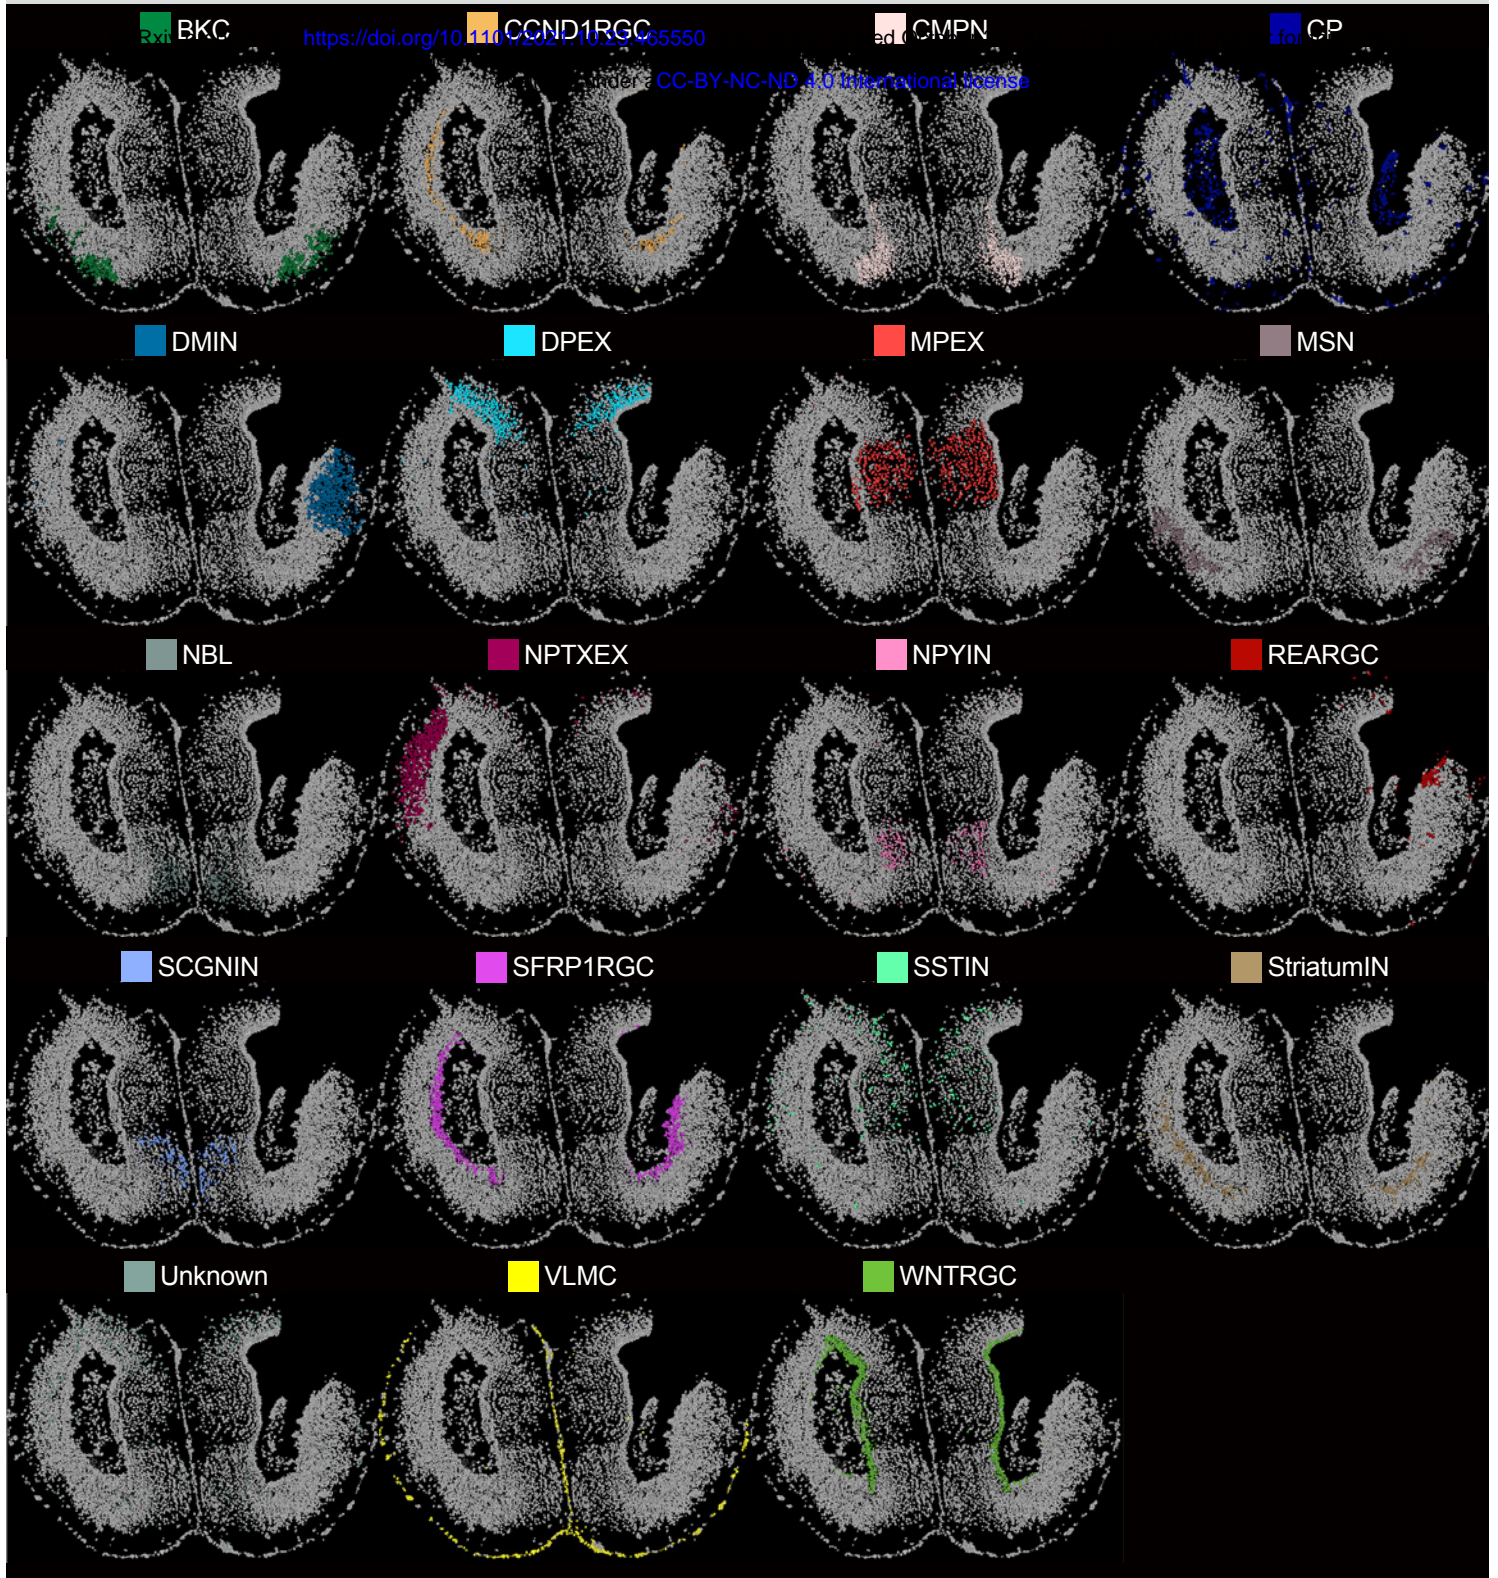 BKC CCND1RGC CMPN CP
https://doi.org/10.1101/2021.10.23.465550
under a CC-BY-NC-ND 4.0 International license
DMIN DPEX MPEX MSN
NBL NPTXEX NPYIN REARGC
SCGNIN SFRP1RGC SSTIN StriatumIN
Unknown VLMC WNTRGC